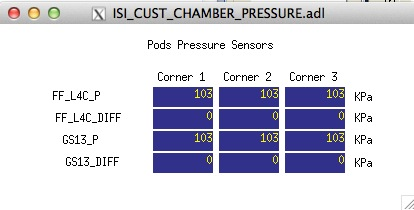 ISI_CUST_CHAMBER_PRESSURE.adl
Pods Pressure Sensors
Corner 1 Corner 2 Corner 3
FF_L4C_P 103 103 103 KPa
FF_L4C_DIFF 0 0 0 KPa
GS13_P 103 103 103 KPa
GS13_DIFF 0 0 0 KPa